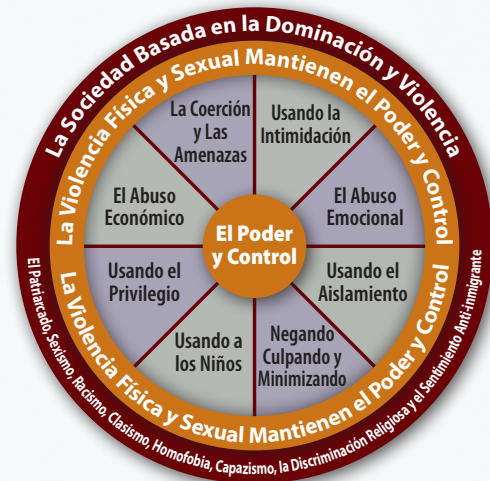 La Sociedad Basada en la Dominación y Violencia
La Violencia Física y Sexual Mantienen el Poder y Control
La Coerción
y Las
Amenazas
Usando la
Intimidación
El Abuso
Económico
El Abuso
Emocional
El Poder
y Control
Usando el
Privilegio
Usando el
Aislamiento
Usando a
los Niños
Negando
Culpando y
Minimizando
La Violencia Física y Sexual Mantienen el Poder y Control
El Patriarcado, Sexismo, Racismo, Clasismo, Homofobia, Capazismo, la Discriminación Religiosa y el Sentimiento Anti-inmigrante